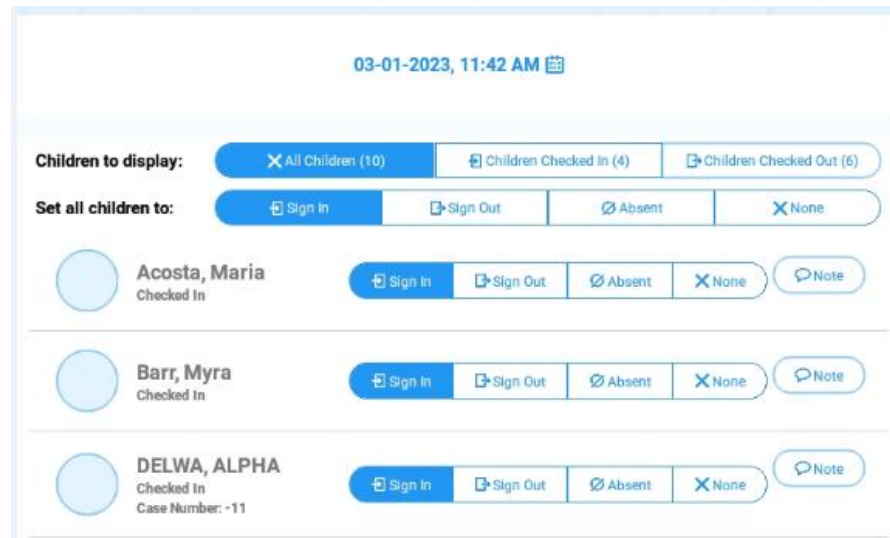 03-01-2023, 11:42 AM
Children to display: All Children (10) Children Checked In (4) Children Checked Out (6)
Set all children to: Sign In Sign Out Absent None
Acosta, Maria
Checked In
Sign In Sign Out Absent None Note
Barr, Myra
Checked In
Sign In Sign Out Absent None Note
DELWA, ALPHA
Checked In
Case Number: -11
Sign In Sign Out Absent None Note